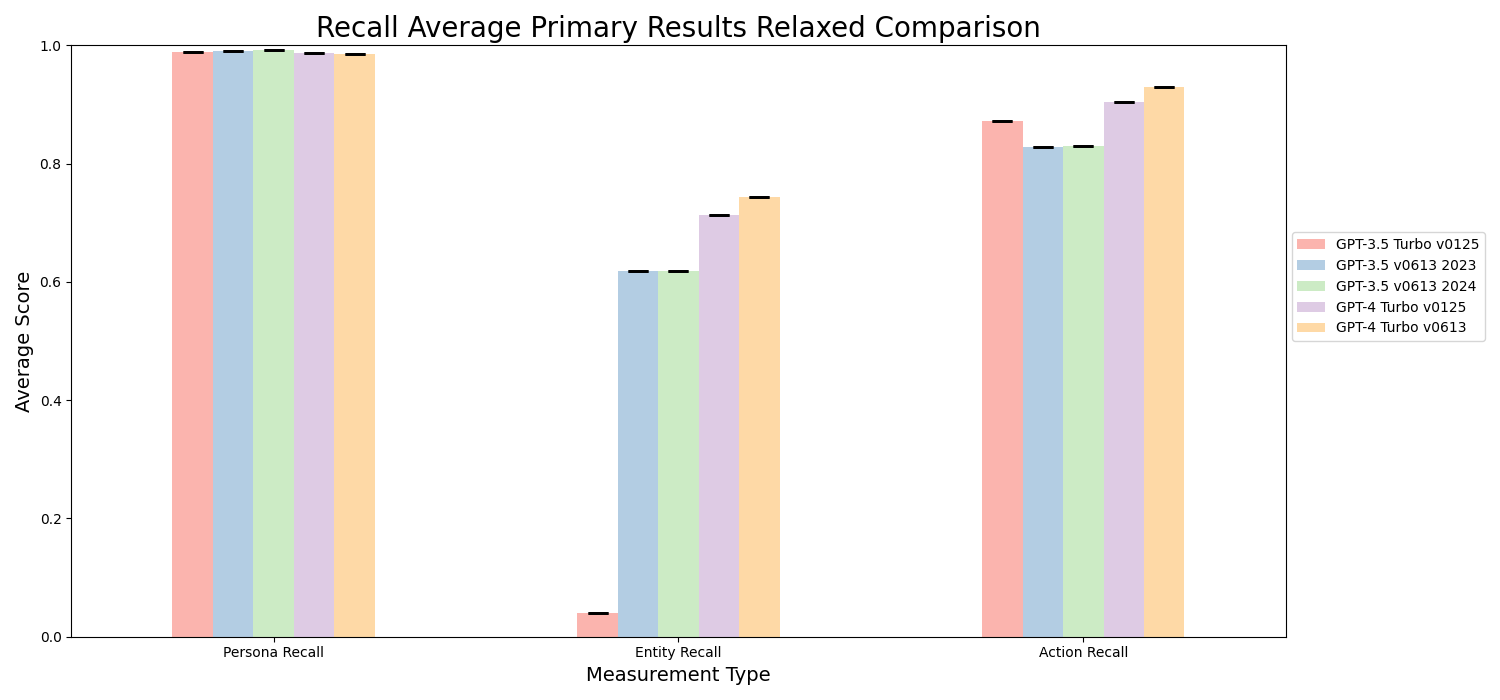 Recall Average Primary Results Relaxed Comparison
1.0
0.8
0.6
0.4
0.2
0.0
Average Score
Persona Recall
Entity Recall
Action Recall
Measurement Type
GPT-3.5 Turbo v0125
GPT-3.5 v0613 2023
GPT-3.5 v0613 2024
GPT-4 Turbo v0125
GPT-4 Turbo v0613